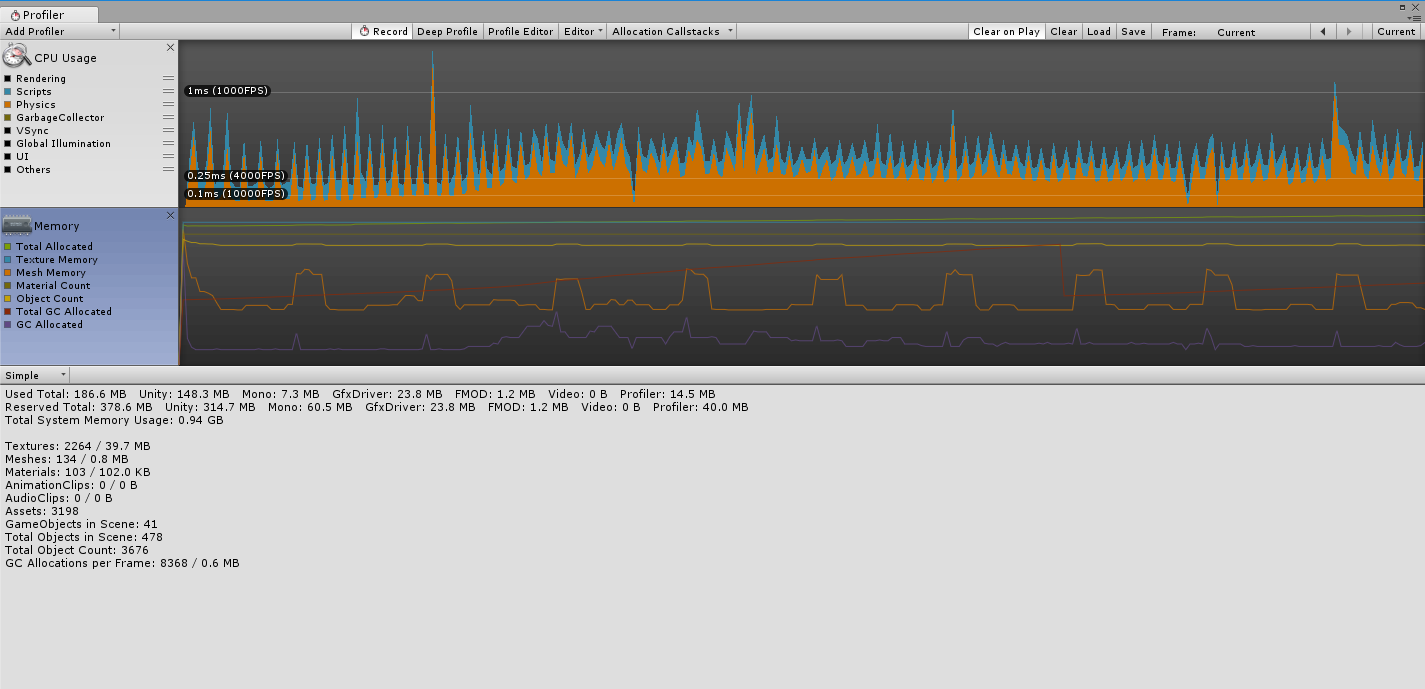 Profiler
Add Profiler Record Deep Profile Profile Editor Editor Allocation Callstacks Clear on Play Clear Load Save Frame: Current Current
CPU Usage
Rendering
Scripts
Physics
GarbageCollector
VSync
Global Illumination
UI
Others
1ms (1000FPS)
0.25ms (4000FPS)
0.1ms (10000FPS)
Memory
Total Allocated
Texture Memory
Mesh Memory
Material Count
Object Count
Total GC Allocated
GC Allocated
Simple
Used Total: 186.6 MB Unity: 148.3 MB Mono: 7.3 MB GfxDriver: 23.8 MB FMOD: 1.2 MB Video: 0 B Profiler: 14.5 MB
Reserved Total: 378.6 MB Unity: 314.7 MB Mono: 60.5 MB GfxDriver: 23.8 MB FMOD: 1.2 MB Video: 0 B Profiler: 40.0 MB
Total System Memory Usage: 0.94 GB
Textures: 2264 / 39.7 MB
Meshes: 134 / 0.8 MB
Materials: 103 / 102.0 KB
AnimationClips: 0 / 0 B
AudioClips: 0 / 0 B
Assets: 3198
GameObjects in Scene: 41
Total Objects in Scene: 478
Total Object Count: 3676
GC Allocations per Frame: 8368 / 0.6 MB